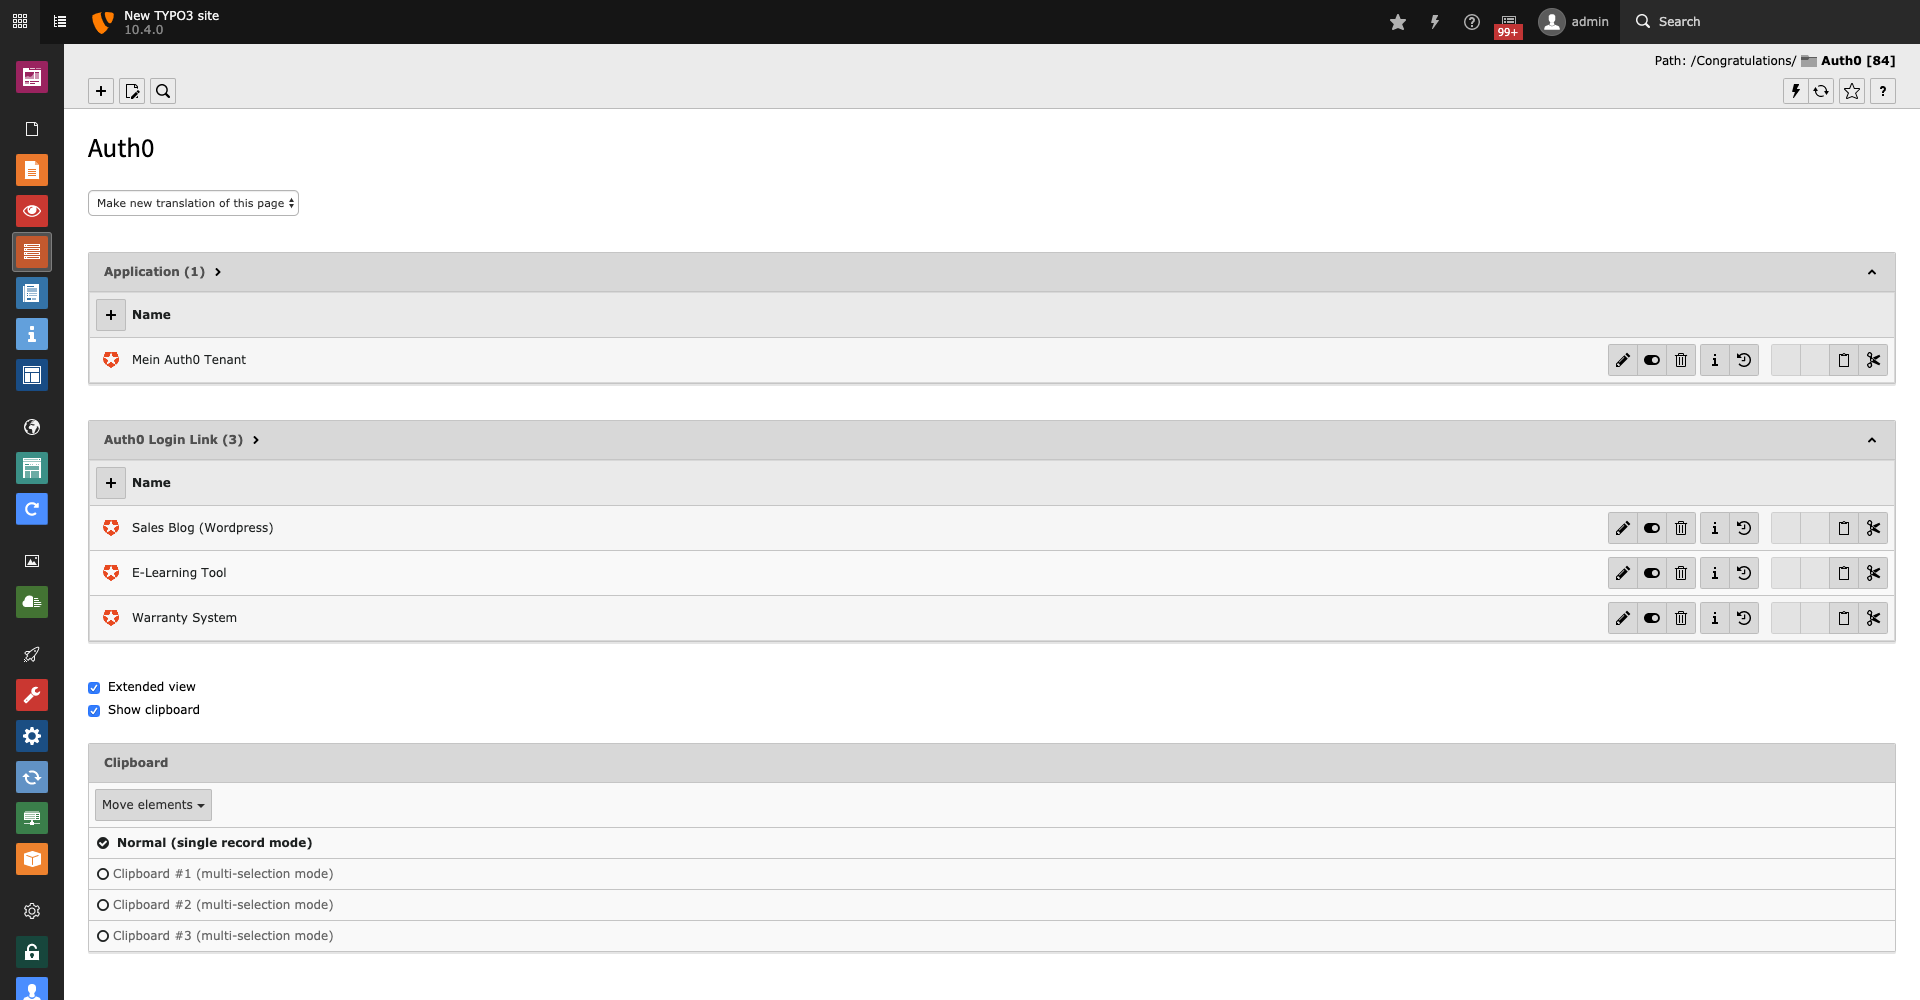 New TYPO3 site
10.4.0
99+
admin
Search
Path: /Congratulations/ Auth0 [84]
Auth0
Make new translation of this page
Application (1)
Name
Mein Auth0 Tenant
Auth0 Login Link (3)
Name
Sales Blog (Wordpress)
E-Learning Tool
Warranty System
Extended view
Show clipboard
Clipboard
Move elements
Normal (single record mode)
Clipboard #1 (multi-selection mode)
Clipboard #2 (multi-selection mode)
Clipboard #3 (multi-selection mode)